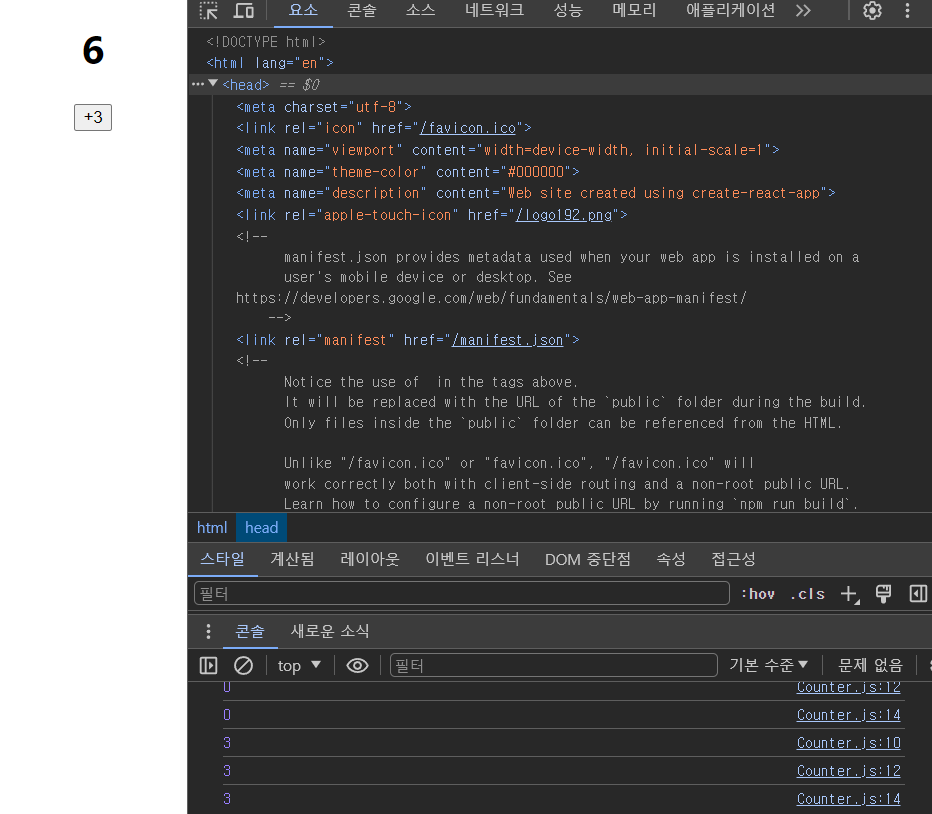 6
+3
요소 콘솔 소스 네트워크 성능 메모리 애플리케이션
<!DOCTYPE html>
<html lang="en">
<head> == $0
<meta charset="utf-8">
<link rel="icon" href="/favicon.ico">
<meta name="viewport" content="width=device-width, initial-scale=1">
<meta name="theme-color" content="#000000">
<meta name="description" content="Web site created using create-react-app">
<link rel="apple-touch-icon" href="/logo192.png">
<!--
manifest.json provides metadata used when your web app is installed on a
user's mobile device or desktop. See
https://developers.google.com/web/fundamentals/web-app-manifest/
-->
<link rel="manifest" href="/manifest.json">
<!--
Notice the use of  in the tags above.
It will be replaced with the URL of the `public` folder during the build.
Only files inside the `public` folder can be referenced from the HTML.
Unlike "/favicon.ico" or "favicon.ico", "/favicon.ico" will
work correctly both with client-side routing and a non-root public URL.
Learn how to configure a non-root public URL by running `npm run build`.
html head
스타일 계산됨 레이아웃 이벤트 리스너 DOM 중단점 속성 접근성
필터 :hov .cls
콘솔 새로운 소식
top 필터 기본 수준 문제 없음
0 Counter.js:12
0 Counter.js:14
3 Counter.js:10
3 Counter.js:12
3 Counter.js:14